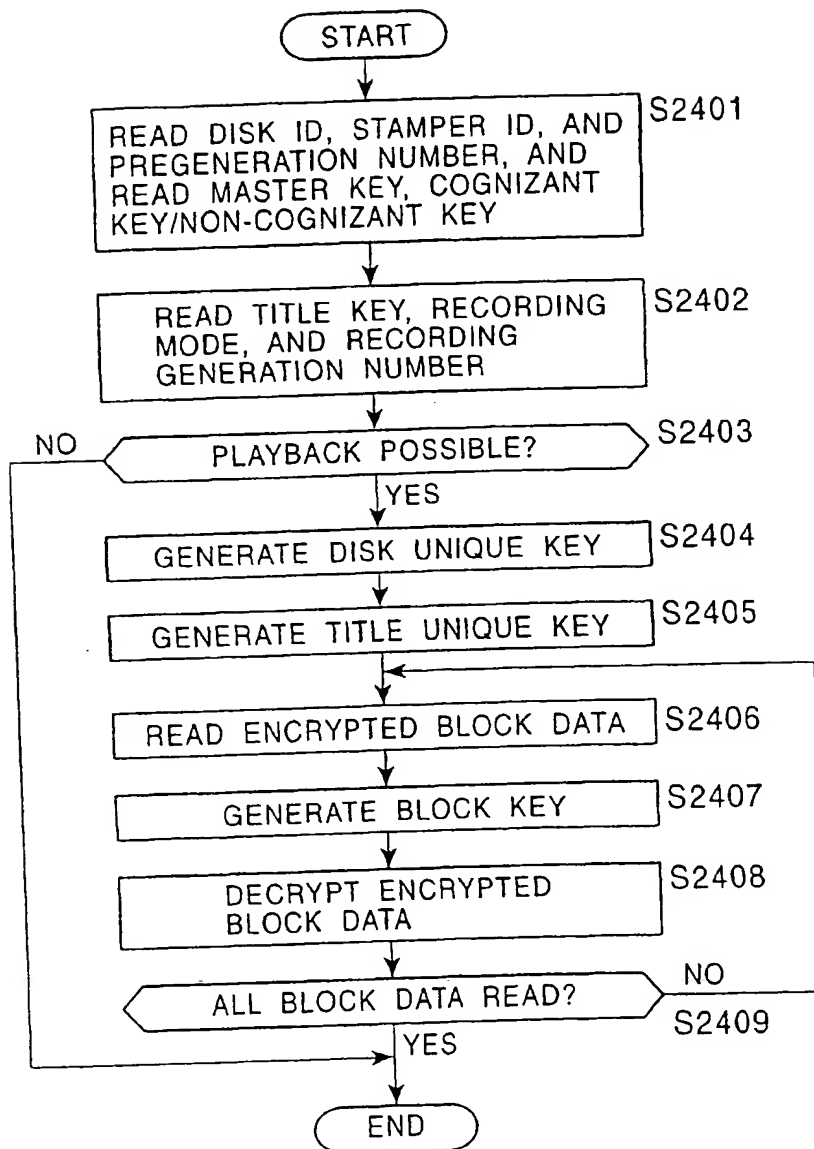 START
S2401
READ DISK ID, STAMPER ID, AND
PREGENERATION NUMBER, AND
READ MASTER KEY, COGNIZANT
KEY/NON-COGNIZANT KEY
S2402
READ TITLE KEY, RECORDING
MODE, AND RECORDING
GENERATION NUMBER
S2403
NO
PLAYBACK POSSIBLE?
YES
S2404
GENERATE DISK UNIQUE KEY
S2405
GENERATE TITLE UNIQUE KEY
S2406
READ ENCRYPTED BLOCK DATA
S2407
GENERATE BLOCK KEY
S2408
DECRYPT ENCRYPTED
BLOCK DATA
NO
ALL BLOCK DATA READ?
S2409
YES
END